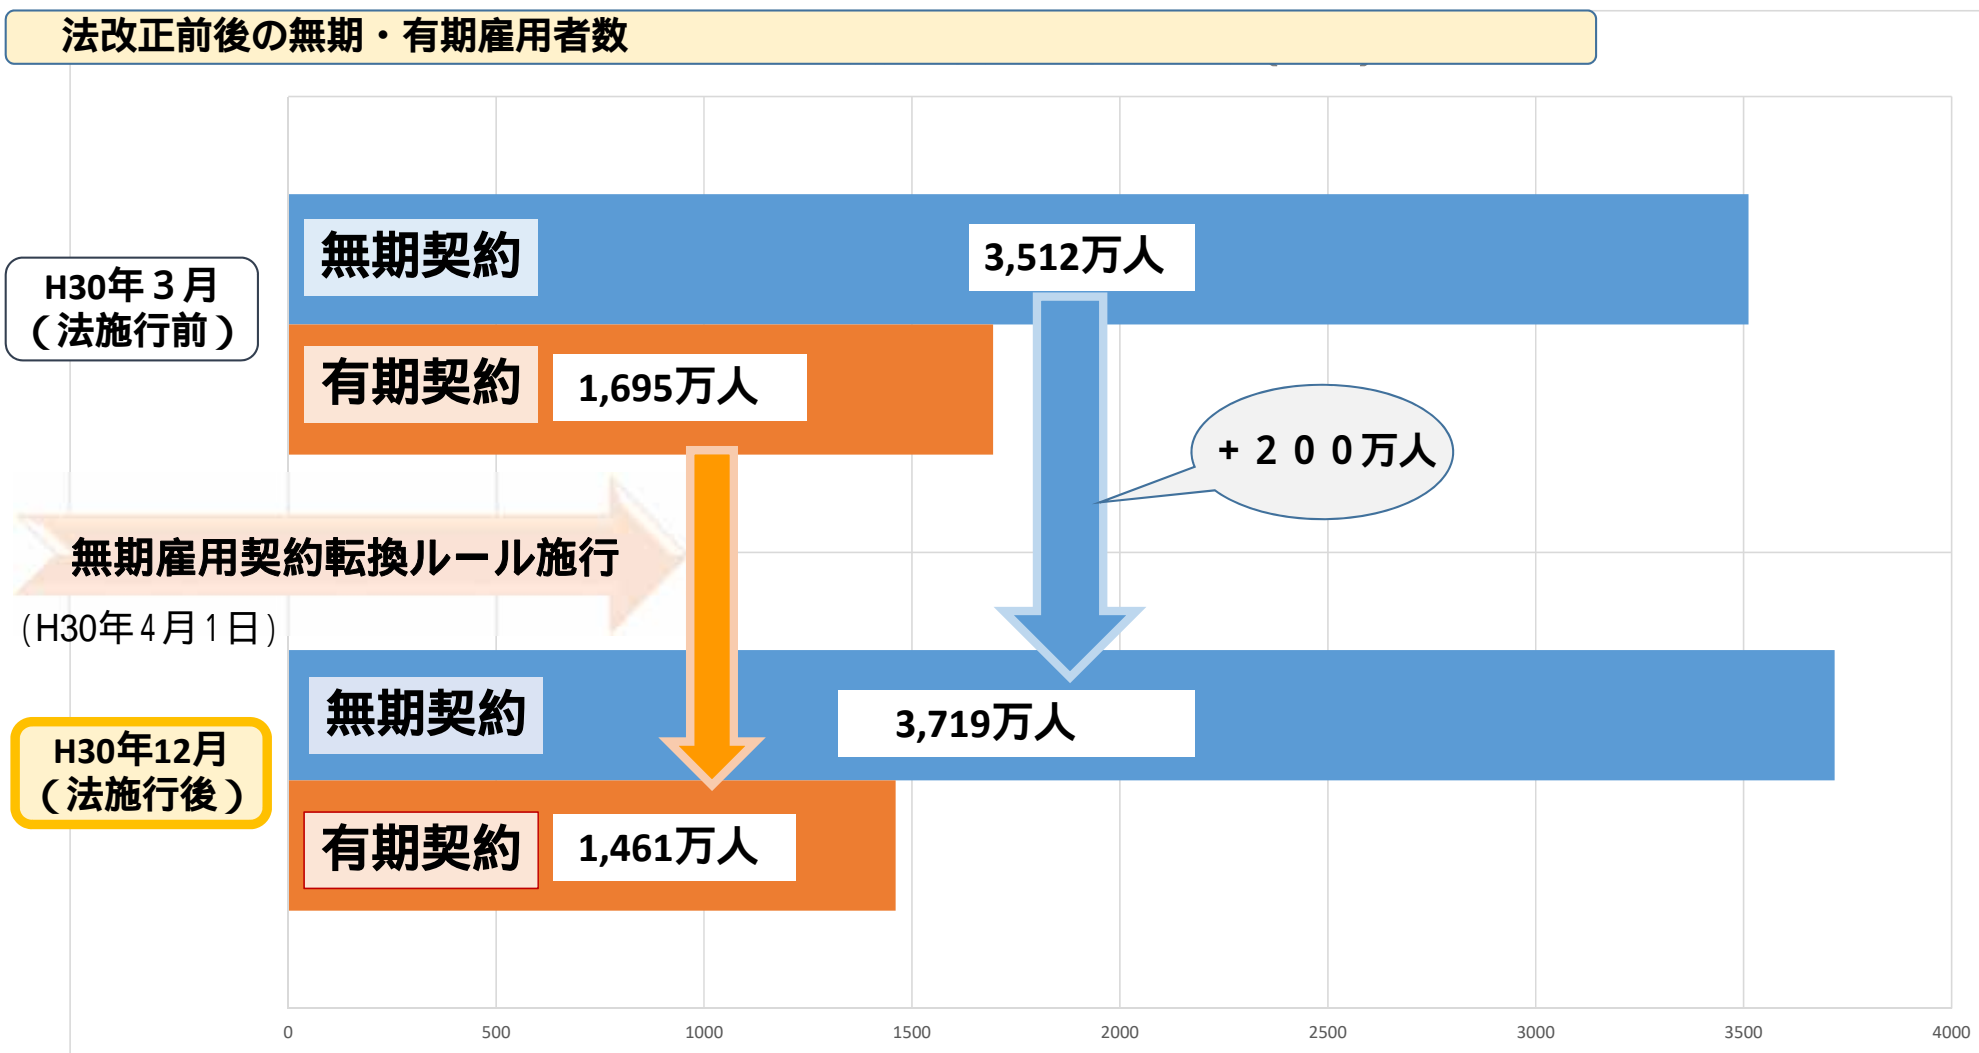 法改正前後の無期・有期雇用者数
無期契約
3,512万人
H30年３月
（法施行前）
有期契約
1,695万人
+２００万人
無期雇用契約転換ルール施行
(H30年4月1日)
無期契約
3,719万人
H30年12月
（法施行後）
有期契約
1,461万人
0 500 1000 1500 2000 2500 3000 3500 4000